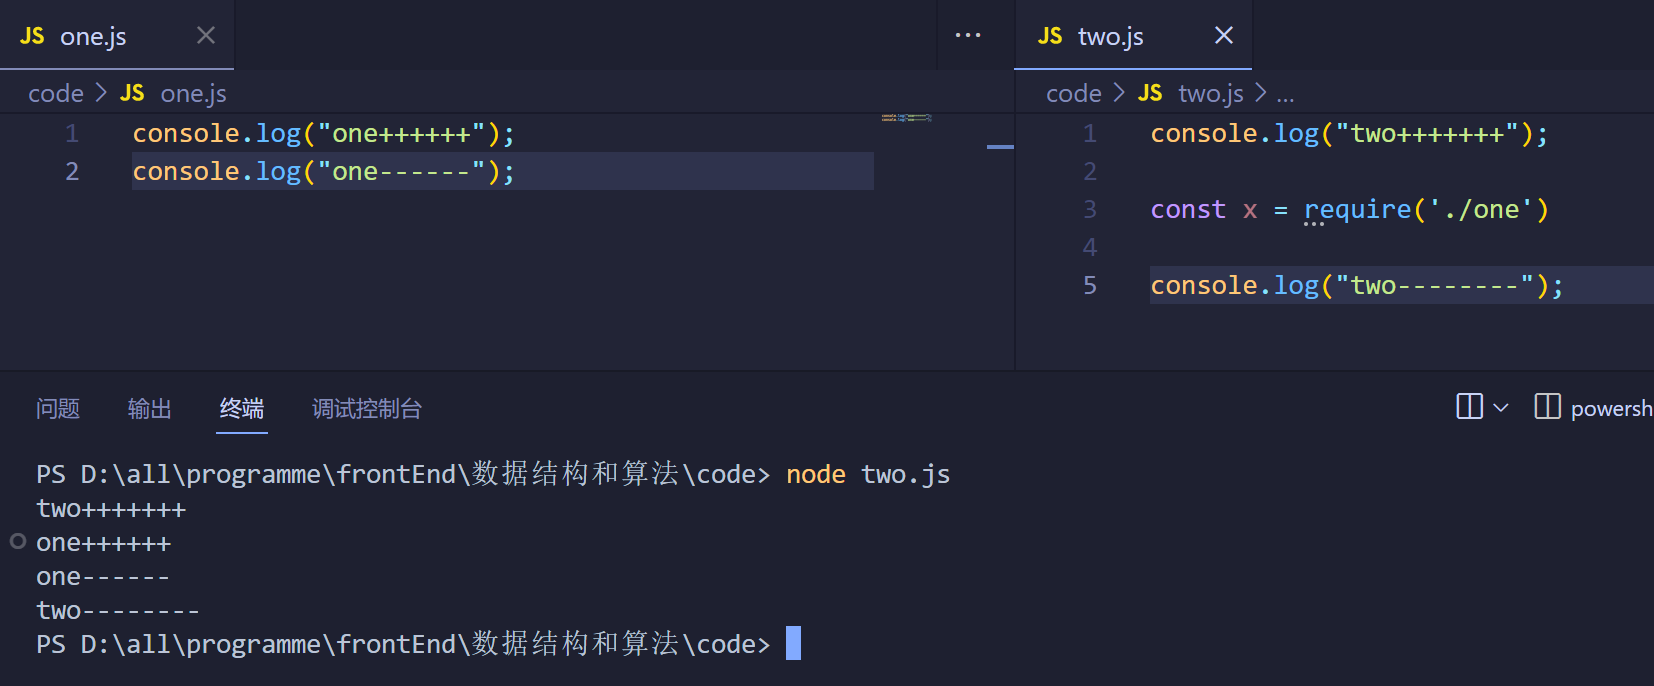 JS one.js
code > JS one.js
1 console.log("one++++++");
2 console.log("one------");
JS two.js
code > JS two.js > ...
1 console.log("two+++++++");
2
3 const x = require('./one')
4
5 console.log("two--------");
问题 输出 终端 调试控制台 powersh
PS D:\all\programme\frontEnd\数据结构和算法\code> node two.js
two+++++++
one++++++
one------
two--------
PS D:\all\programme\frontEnd\数据结构和算法\code>